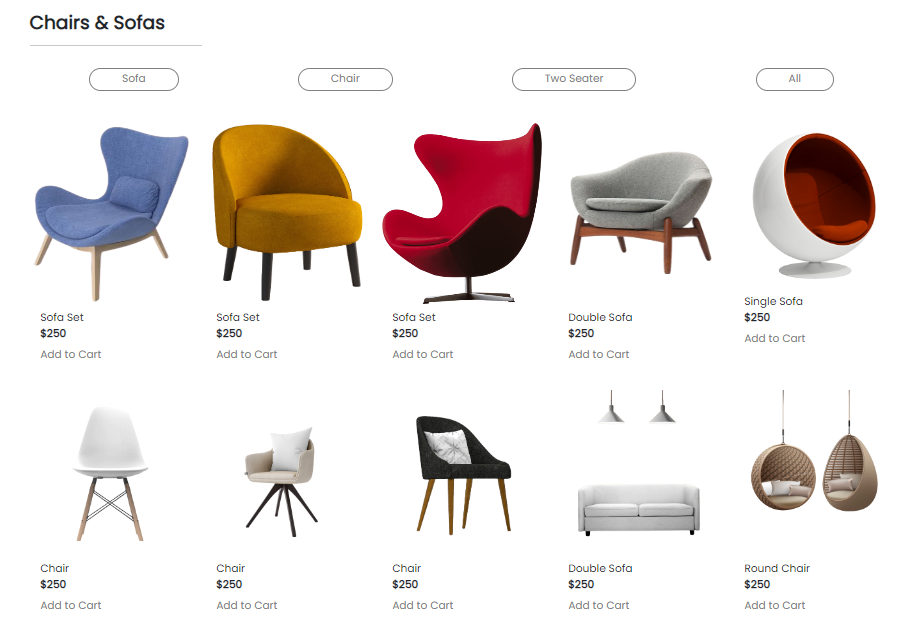 Chairs & Sofas
Sofa
Chair
Two Seater
All
Sofa Set
$250
Add to Cart
Sofa Set
$250
Add to Cart
Sofa Set
$250
Add to Cart
Double Sofa
$250
Add to Cart
Single Sofa
$250
Add to Cart
Chair
$250
Add to Cart
Chair
$250
Add to Cart
Chair
$250
Add to Cart
Double Sofa
$250
Add to Cart
Round Chair
$250
Add to Cart